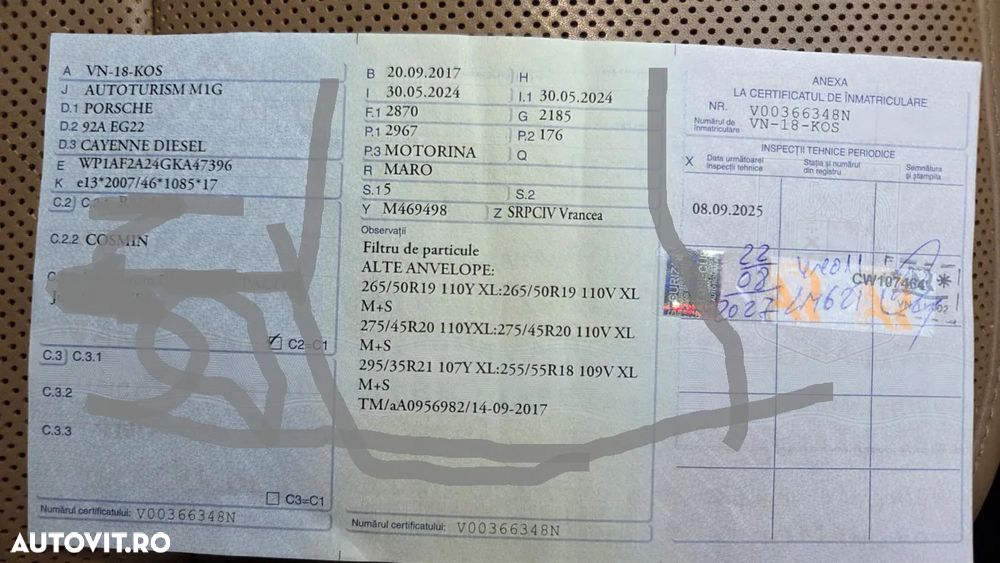 A VN-18-KOS
J AUTOTURISM M1G
D.1 PORSCHE
D.2 92A EG22
D.3 CAYENNE DIESEL
E WP1AF2A24GKA47396
K e13*2007/46*1085*17
C.2) C.2.1
C.2.2 COSMIN
C2=C1
C.3) C.3.1
C.3.2
C.3.3
C3=C1
Numărul certificatului: V00366348N
B 20.09.2017 H
I 30.05.2024 I.1 30.05.2024
F.1 2870 G 2185
P.1 2967 P.2 176
P.3 MOTORINA Q
R MARO
S.1 5 S.2
Y M469498 Z SRPCIV Vrancea
Observații
Filtru de particule
ALTE ANVELOPE:
265/50R19 110Y XL:265/50R19 110V XL
M+S
275/45R20 110YXL:275/45R20 110V XL
M+S
295/35R21 107Y XL:255/55R18 109V XL
M+S
TM/aA0956982/14-09-2017
Numărul certificatului: V00366348N
ANEXA
LA CERTIFICATUL DE ÎNMATRICULARE
NR. V00366348N
Numărul de înmatriculare VN-18-KOS
INSPECȚII TEHNICE PERIODICE
X Data următoarei inspecții tehnice
Stația și numărul din registru
Semnătura și ștampila
08.09.2025
22
02
2027
CW107464
AUTOVIT.RO